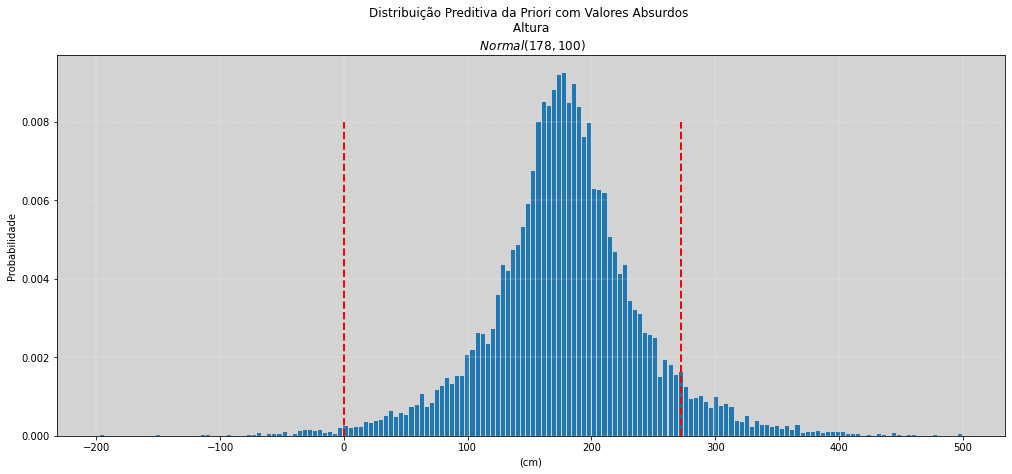 Distribuição Preditiva da Priori com Valores Absurdos
Altura
Normal(178, 100)
0.008
0.006
0.004
0.002
0.000
Probabilidade
−200 −100 0 100 200 300 400 500
(cm)